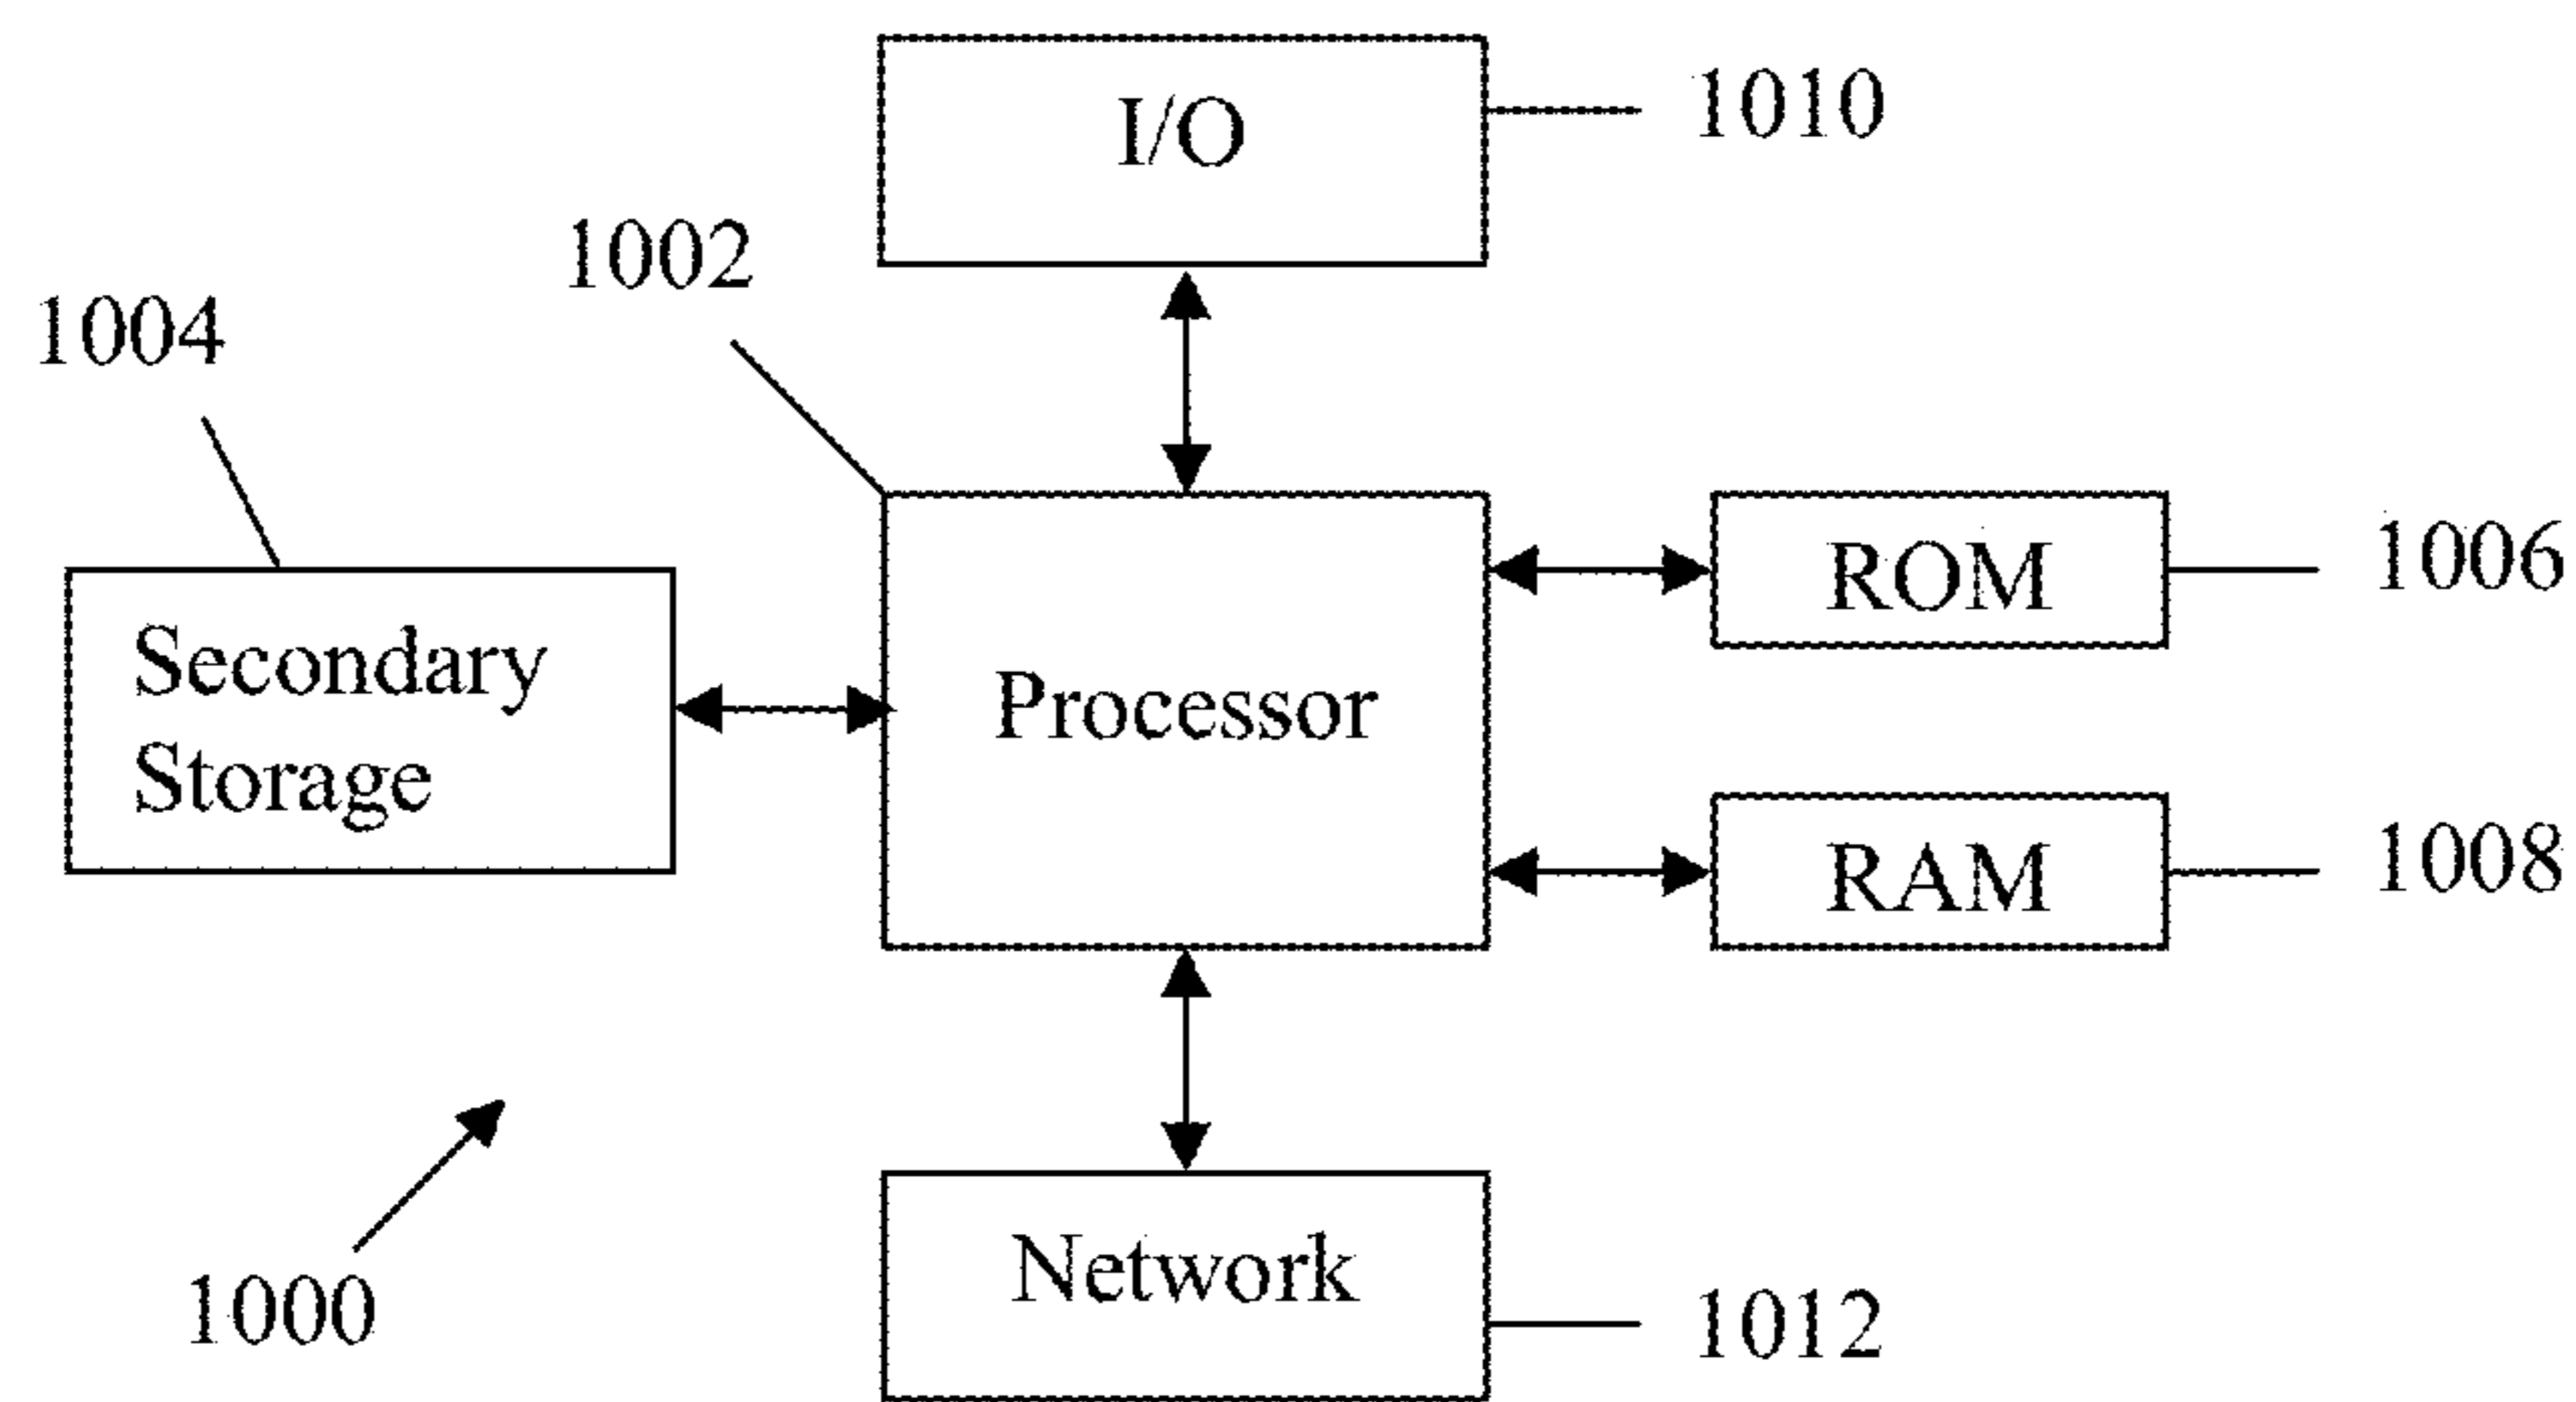 I/O
1010
1002
1004
ROM
1006
Secondary
Storage
Processor
RAM
1008
Network
1000
1012